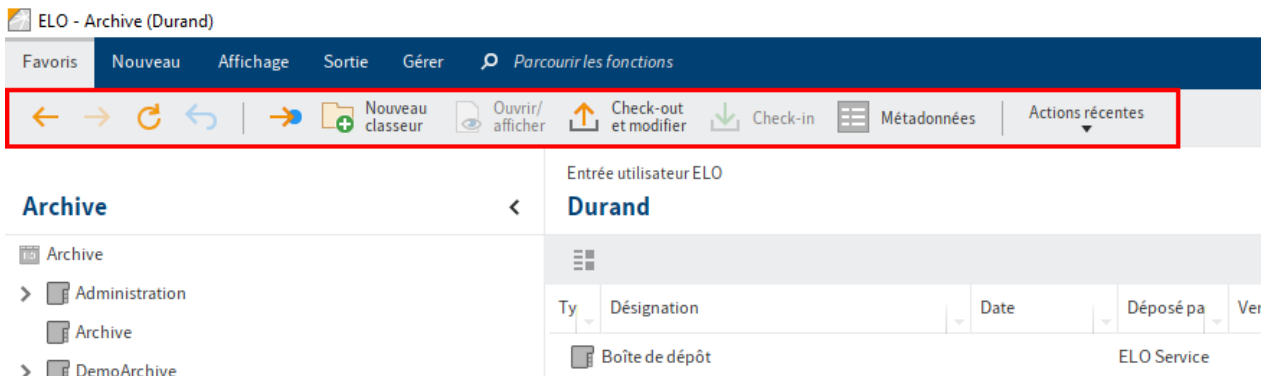 ELO - Archive (Durand)
Favoris Nouveau Affichage Sortie Gérer Parcourir les fonctions
Nouveau classeur
Ouvrir/ afficher
Check-out et modifier
Check-in
Métadonnées
Actions récentes
Entrée utilisateur ELO
Archive
Durand
Archive
Administration
Archive
DemoArchive
Ty Désignation Date Déposé pa Ver
Boîte de dépôt ELO Service